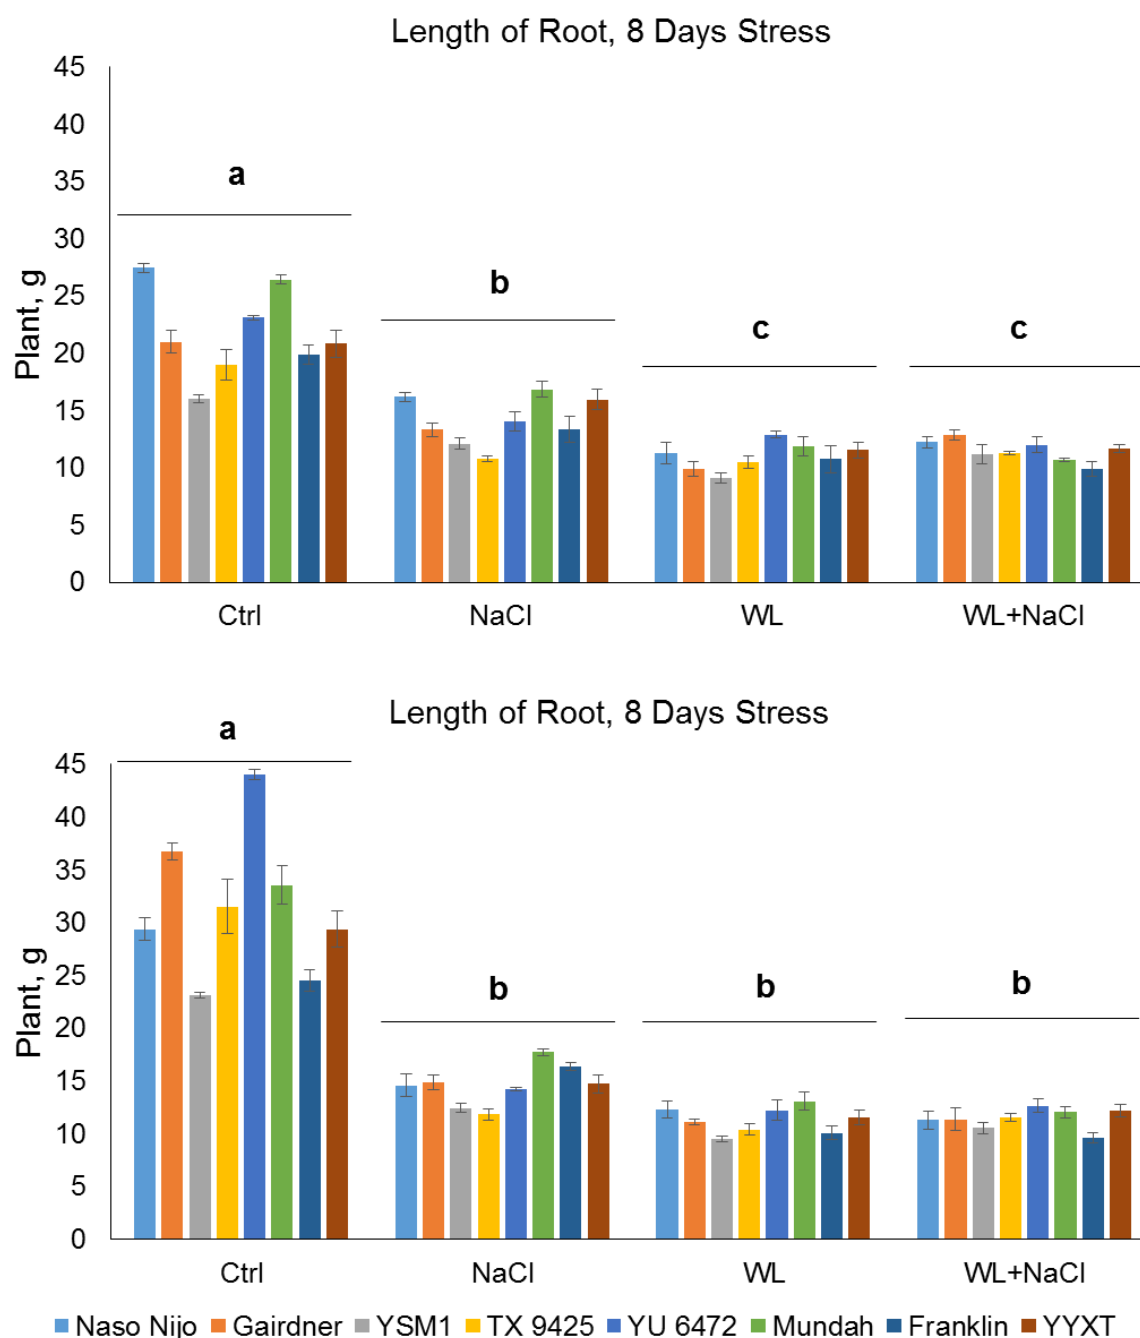 Length of Root, 8 Days Stress
45
40
35
30
25
20
15
10
5
0
Plant, g
a
b
c
c
Ctrl
NaCl
WL
WL+NaCl
Length of Root, 8 Days Stress
45
40
35
30
25
20
15
10
5
0
Plant, g
a
b
b
b
Ctrl
NaCl
WL
WL+NaCl
Naso Nijo Gairdner YSM1 TX 9425 YU 6472 Mundah Franklin YYXT